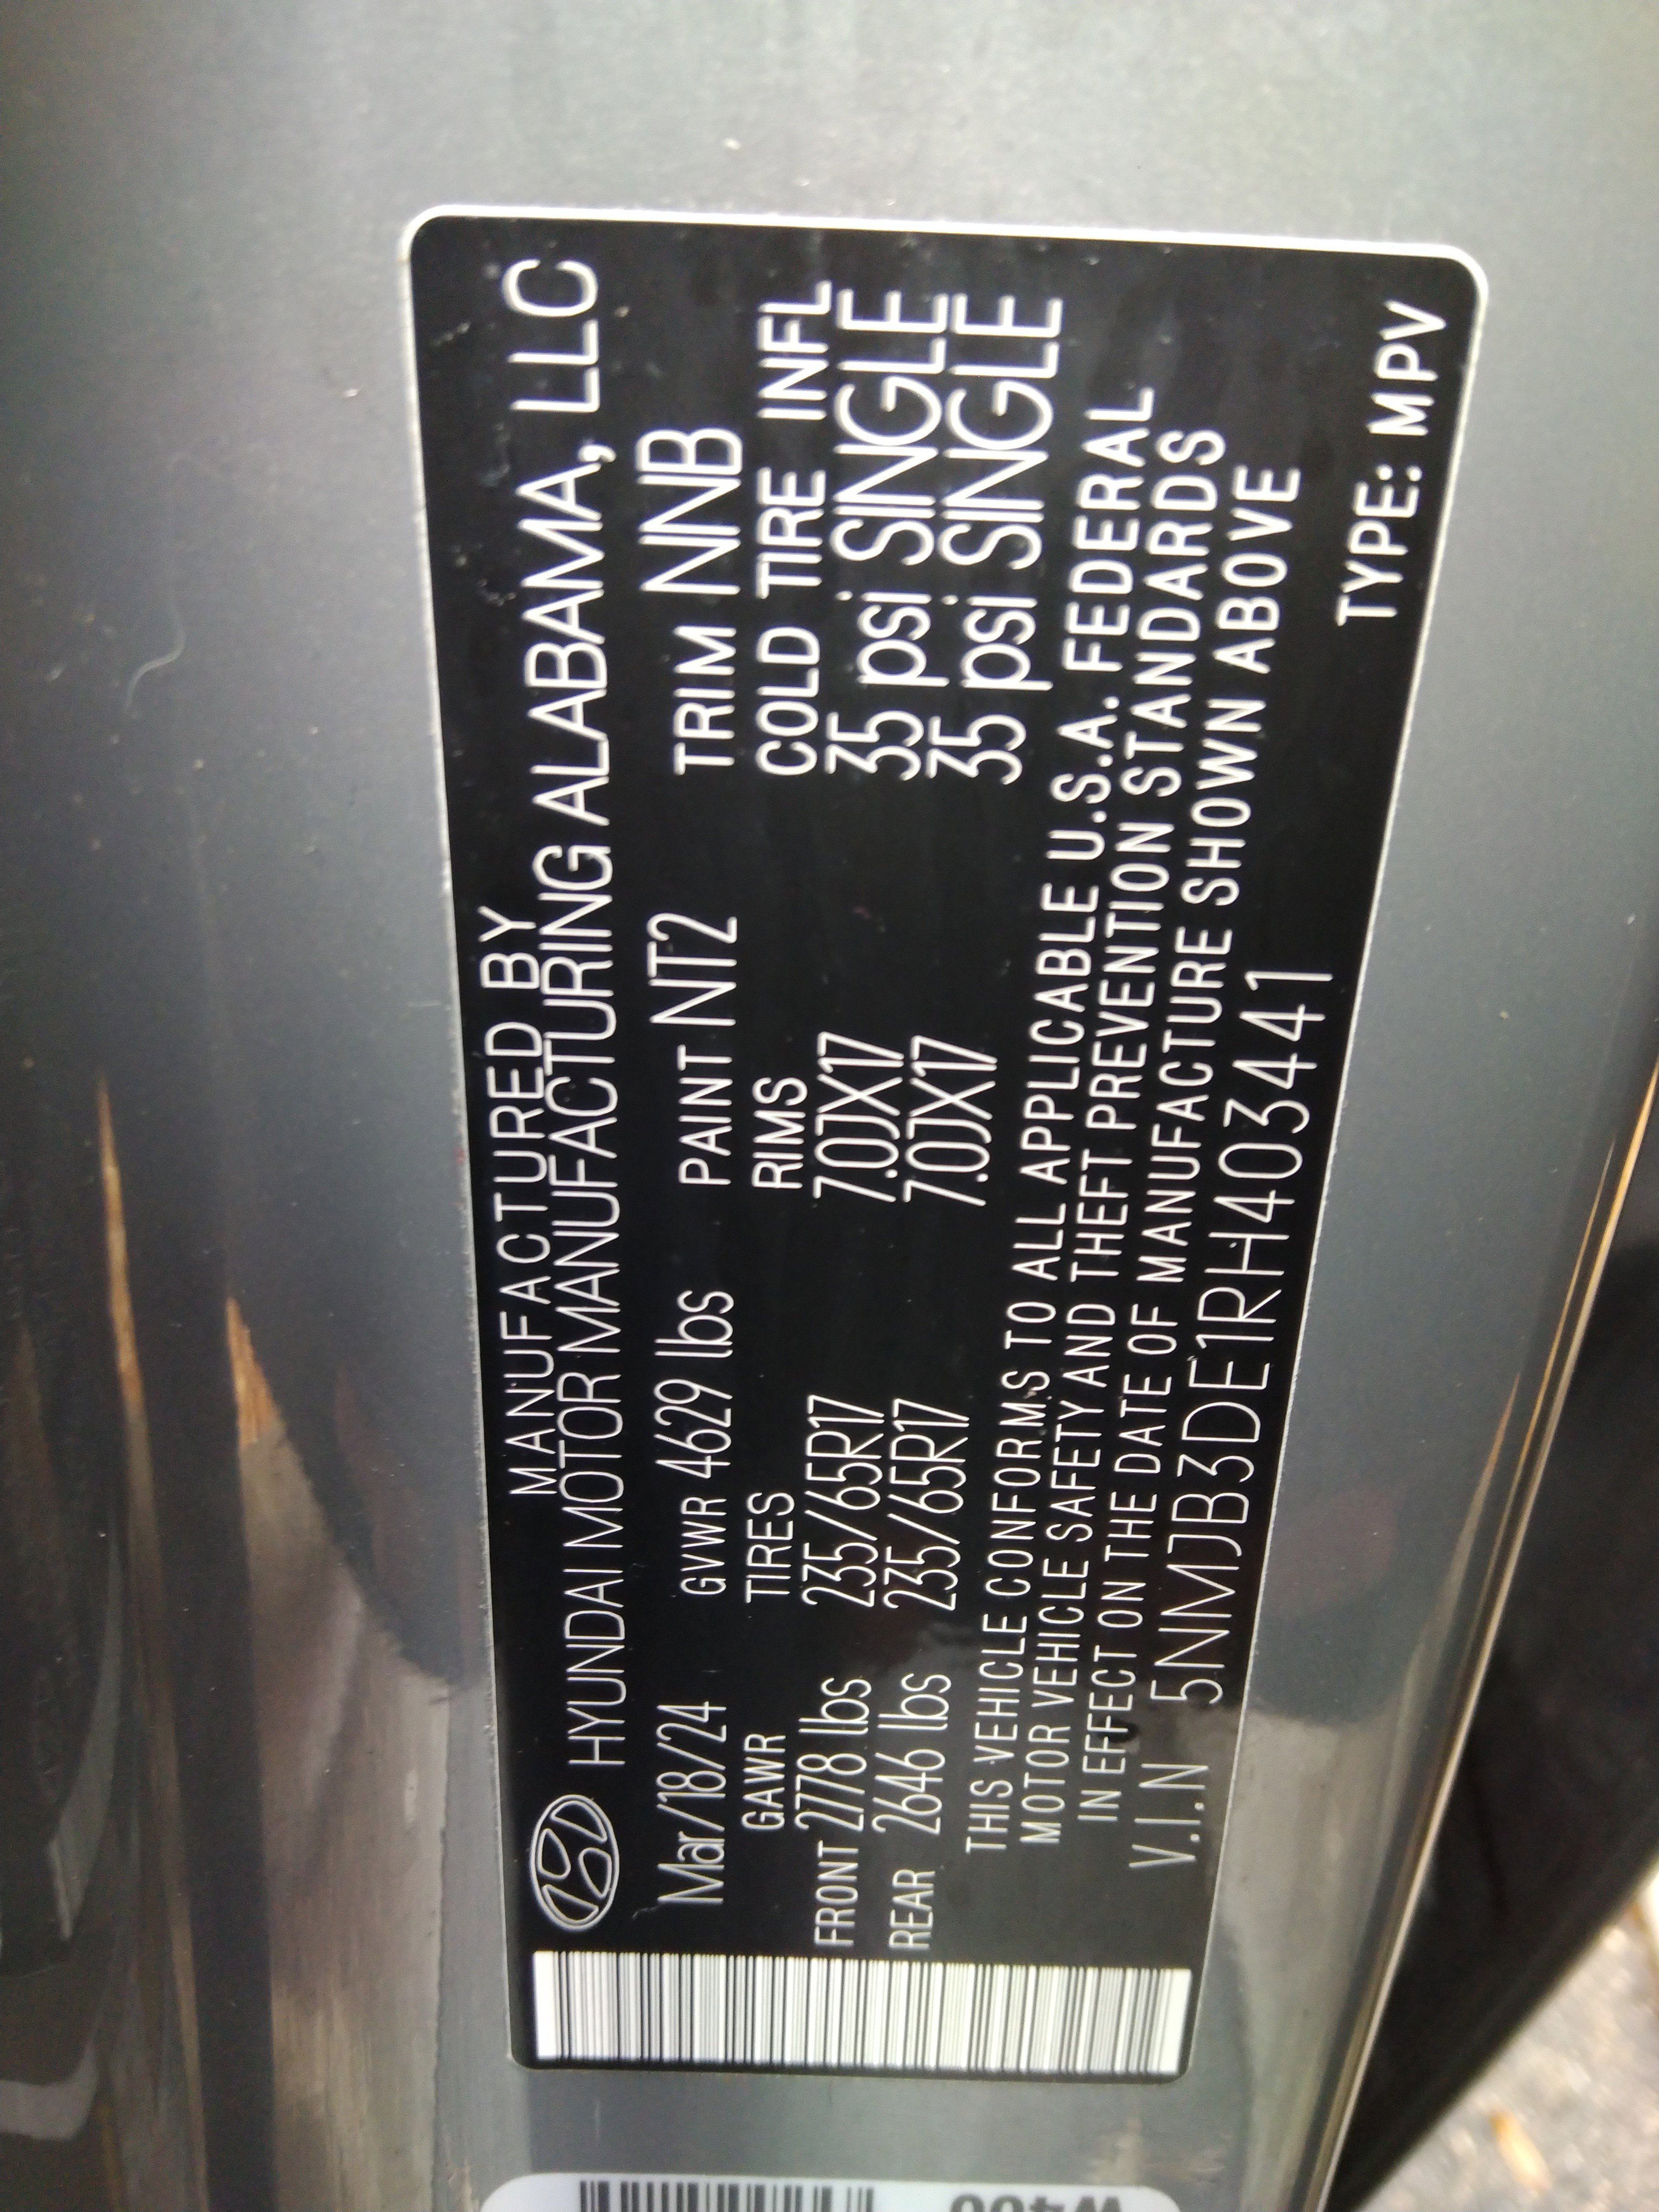 MANUFACTURED BY
HYUNDAI MOTOR MANUFACTURING ALABAMA, LLC
Mar/18/24 GVWR 4629 lbs PAINT NT2 TRIM NNB
GAWR TIRES RIMS COLD TIRE INFL
FRONT 2778 lbs 235/65R17 7.0JX17 35 psi SINGLE
REAR 2646 lbs 235/65R17 7.0JX17 35 psi SINGLE
THIS VEHICLE CONFORMS TO ALL APPLICABLE U.S.A. FEDERAL
MOTOR VEHICLE SAFETY AND THEFT PREVENTION STANDARDS
IN EFFECT ON THE DATE OF MANUFACTURE SHOWN ABOVE
V.I.N 5NMJB3DE1RH403441
TYPE: MPV